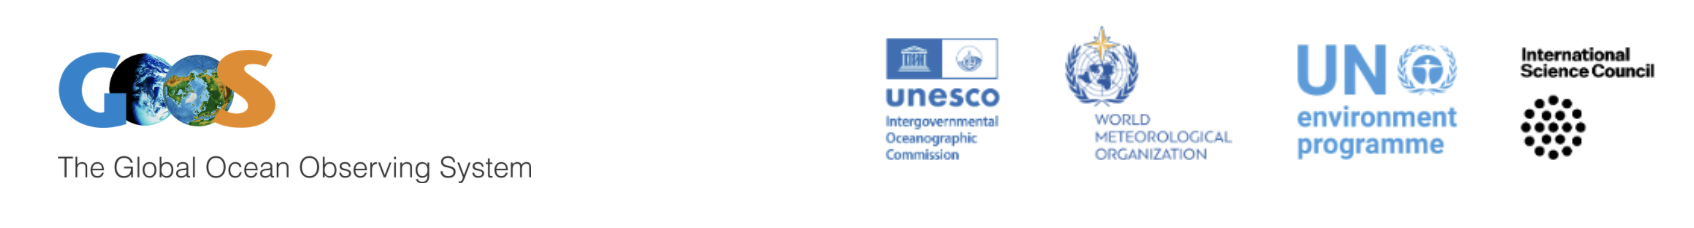 GOOS
The Global Ocean Observing System
unesco
Intergovernmental
Oceanographic
Commission
WORLD
METEOROLOGICAL
ORGANIZATION
UN
environment
programme
International
Science Council